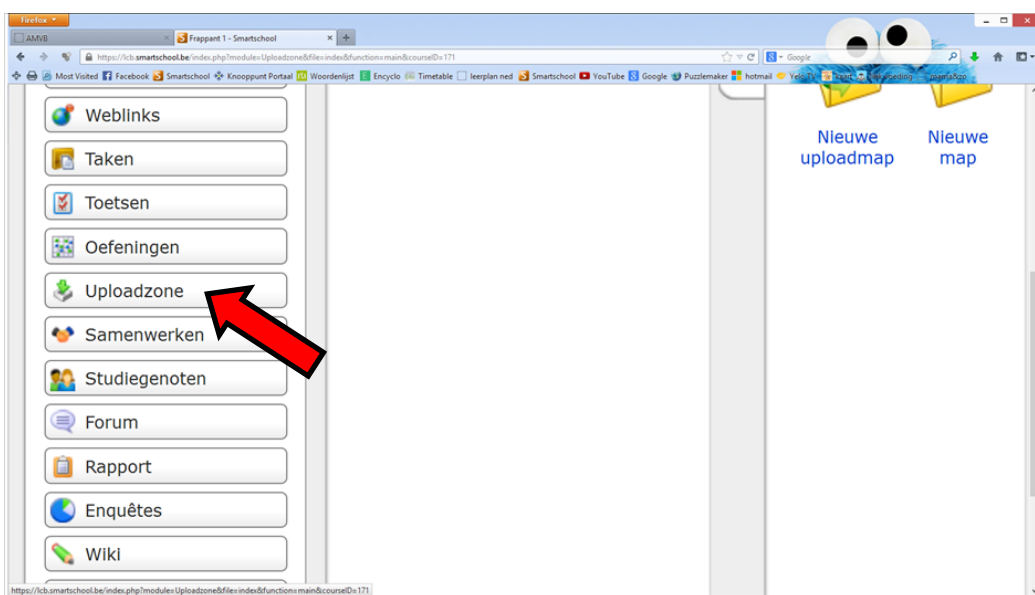 Firefox
AMVB
Frappant 1 - Smartschool
https://lcb.smartschool.be/index.php?module=Uploadzone&file=index&function=main&courseID=171
Google
Most Visited Facebook Smartschool Knooppunt Portaal Woordenlijst Encyclo Timetable leerplan ned Smartschool YouTube Google Puzzlemaker hotmail Yelo TV kaart
Weblinks
Taken
Toetsen
Oefeningen
Uploadzone
Samenwerken
Studiegenoten
Forum
Rapport
Enquêtes
Wiki
Nieuwe
uploadmap
Nieuwe
map
https://lcb.smartschool.be/index.php?module=Uploadzone&file=index&function=main&courseID=171